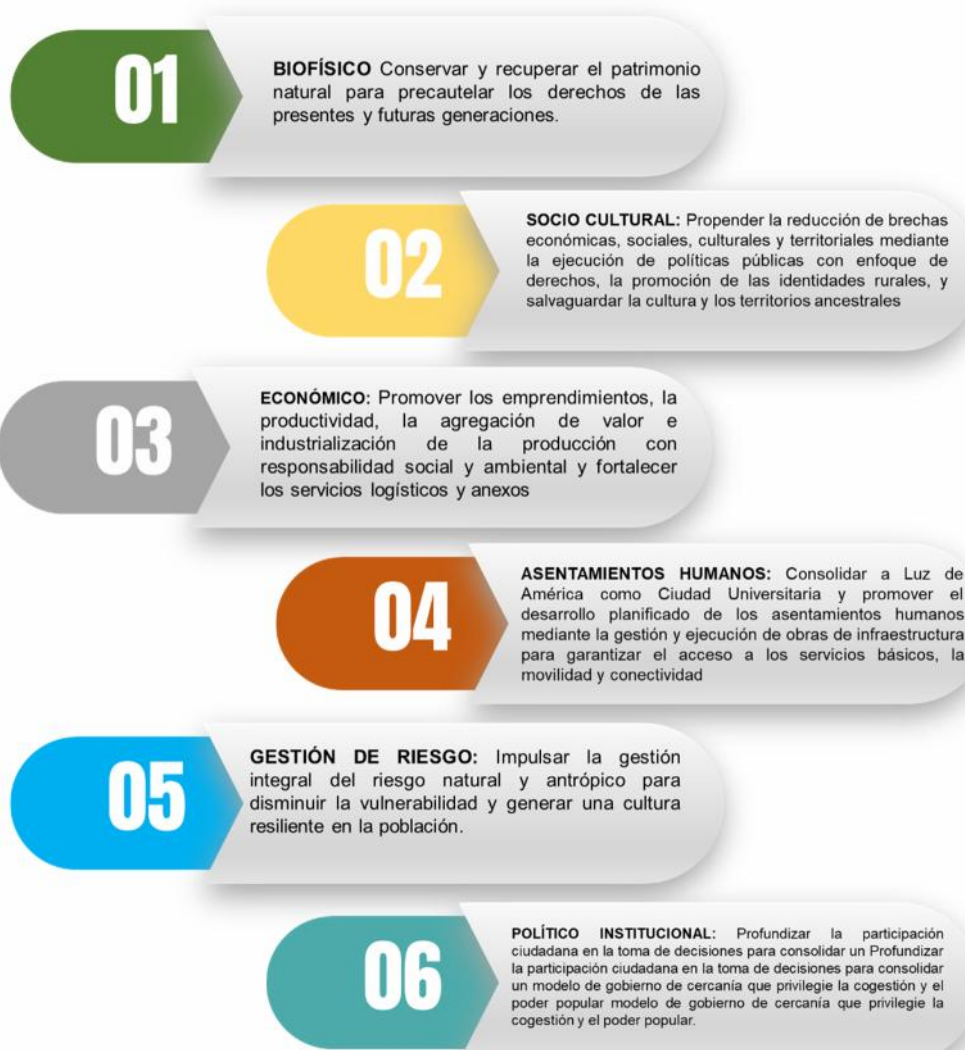 01
BIOFÍSICO Conservar y recuperar el patrimonio
natural para precautelar los derechos de las
presentes y futuras generaciones.
02
SOCIO CULTURAL: Propender la reducción de brechas
económicas, sociales, culturales y territoriales mediante
la ejecución de políticas públicas con enfoque de
derechos, la promoción de las identidades rurales, y
salvaguardar la cultura y los territorios ancestrales
03
ECONÓMICO: Promover los emprendimientos, la
productividad, la agregación de valor e
industrialización de la producción con
responsabilidad social y ambiental y fortalecer
los servicios logísticos y anexos
04
ASENTAMIENTOS HUMANOS: Consolidar a Luz de
América como Ciudad Universitaria y promover el
desarrollo planificado de los asentamientos humanos
mediante la gestión y ejecución de obras de infraestructura
para garantizar el acceso a los servicios básicos, la
movilidad y conectividad
05
GESTIÓN DE RIESGO: Impulsar la gestión
integral del riesgo natural y antrópico para
disminuir la vulnerabilidad y generar una cultura
resiliente en la población.
06
POLÍTICO INSTITUCIONAL: Profundizar la participación
ciudadana en la toma de decisiones para consolidar un Profundizar
la participación ciudadana en la toma de decisiones para consolidar
un modelo de gobierno de cercanía que privilegie la cogestión y el
poder popular modelo de gobierno de cercanía que privilegie la
cogestión y el poder popular.